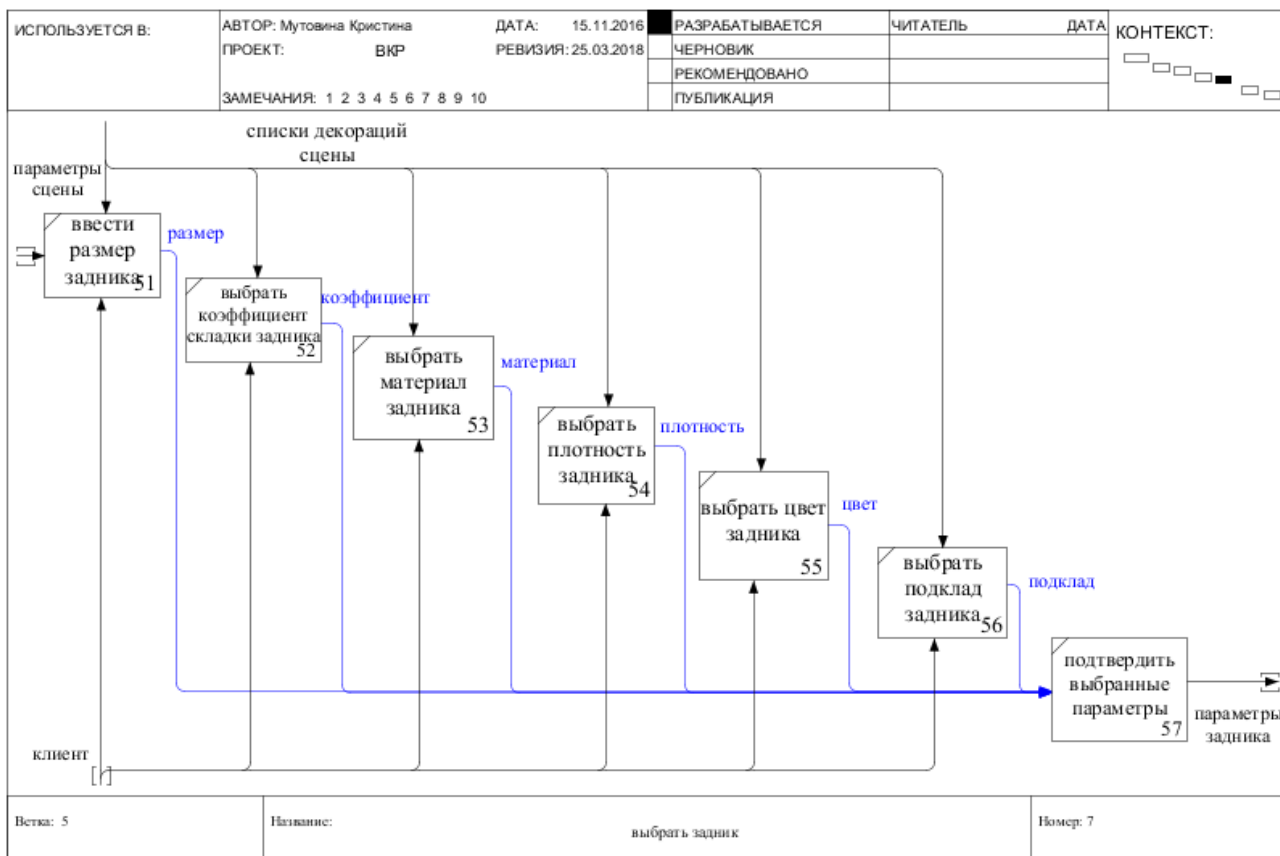 ИСПОЛЬЗУЕТСЯ В:
АВТОР: Мутовина Кристина
ДАТА: 15.11.2016
ПРОЕКТ: ВКР
РЕВИЗИЯ: 25.03.2018
ЗАМЕЧАНИЯ: 1 2 3 4 5 6 7 8 9 10
РАЗРАБАТЫВАЕТСЯ
ЧЕРНОВИК
РЕКОМЕНДОВАНО
ПУБЛИКАЦИЯ
ЧИТАТЕЛЬ
ДАТА
КОНТЕКСТ:
списки декораций
сцены
параметры
сцены
ввести
размер
задника
51
размер
выбрать
коэффициент
складки задника
52
коэффициент
выбрать
материал
задника
53
материал
выбрать
плотность
задника
54
плотность
выбрать цвет
задника
55
цвет
выбрать
подклад
задника
56
подклад
подтвердить
выбранные
параметры
57
параметры
задника
клиент
Ветка: 5
Название:
выбрать задник
Номер: 7